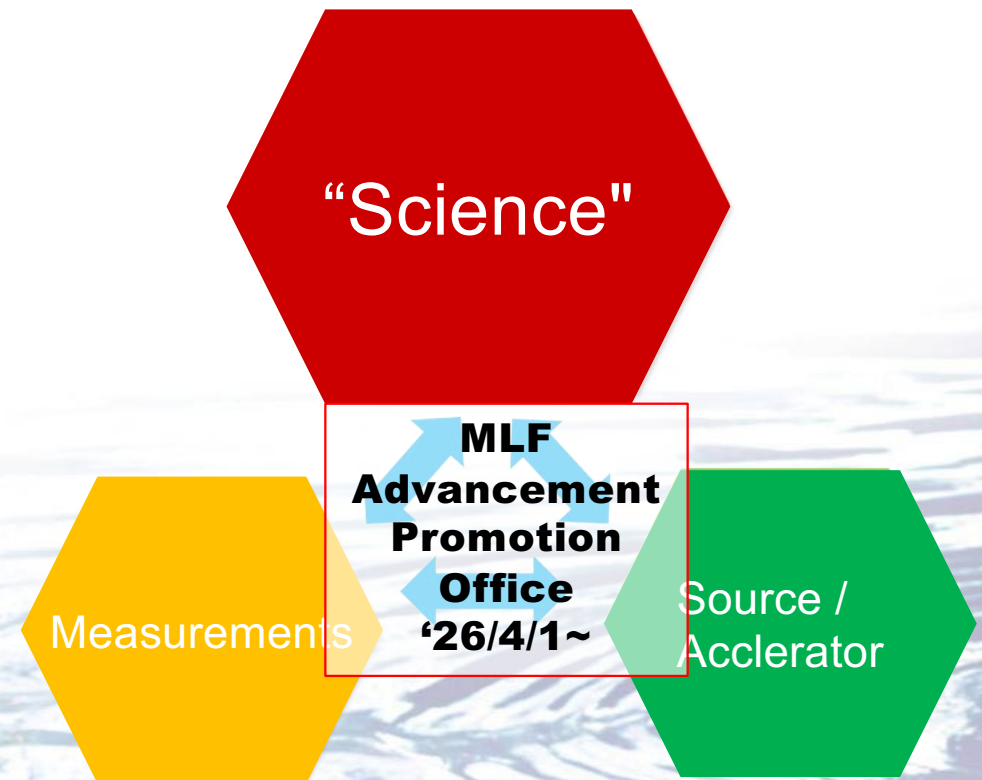 “Science"
MLF
Advancement
Promotion
Office
‘26/4/1~
Measurements
Source /
Acclerator